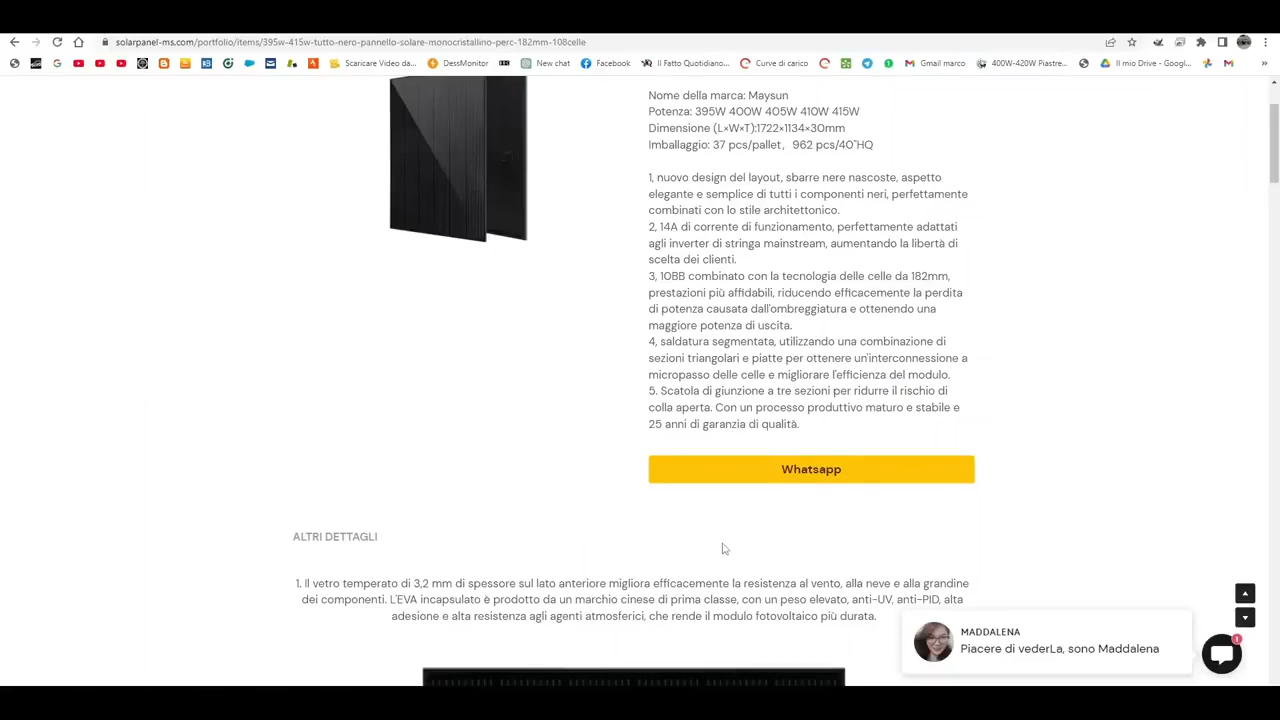 solarpanel-ms.com/portfolio/items/395w-415w-tutto-nero-pannello-solare-monocristallino-perc-182mm-108celle
Scaricare Video da...
DessMonitor
New chat
Facebook
Il Fatto Quotidiano...
Curve di carico
Gmail marco
400W-420W Piastre...
Il mio Drive - Googl...
Nome della marca: Maysun
Potenza: 395W 400W 405W 410W 415W
Dimensione (L×W×T):1722×1134×30mm
Imballaggio: 37 pcs/pallet， 962 pcs/40"HQ
1, nuovo design del layout, sbarre nere nascoste, aspetto
elegante e semplice di tutti i componenti neri, perfettamente
combinati con lo stile architettonico.
2, 14A di corrente di funzionamento, perfettamente adattati
agli inverter di stringa mainstream, aumentando la libertà di
scelta dei clienti.
3, 10BB combinato con la tecnologia delle celle da 182mm,
prestazioni più affidabili, riducendo efficacemente la perdita
di potenza causata dall'ombreggiatura e ottenendo una
maggiore potenza di uscita.
4, saldatura segmentata, utilizzando una combinazione di
sezioni triangolari e piatte per ottenere un'interconnessione a
micropasso delle celle e migliorare l'efficienza del modulo.
5. Scatola di giunzione a tre sezioni per ridurre il rischio di
colla aperta. Con un processo produttivo maturo e stabile e
25 anni di garanzia di qualità.
Whatsapp
ALTRI DETTAGLI
1. Il vetro temperato di 3,2 mm di spessore sul lato anteriore migliora efficacemente la resistenza al vento, alla neve e alla grandine
dei componenti. L'EVA incapsulato è prodotto da un marchio cinese di prima classe, con un peso elevato, anti-UV, anti-PID, alta
adesione e alta resistenza agli agenti atmosferici, che rende il modulo fotovoltaico più durata.
MADDALENA
Piacere di vederLa, sono Maddalena
1